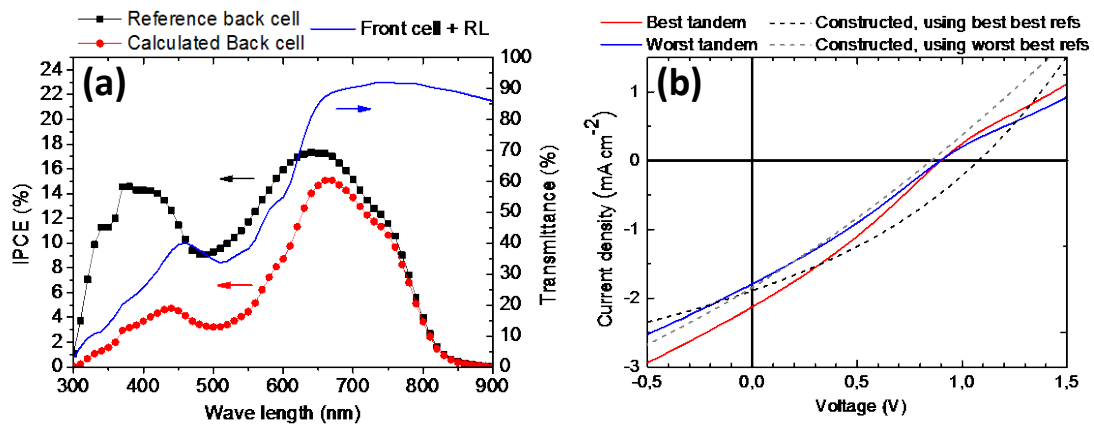 Reference back cell
Calculated Back cell
Front cell + RL
(a)
24
22
20
18
16
14
12
10
8
6
4
2
0
IPCE (%)
100
90
80
70
60
50
40
30
20
10
0
Transmittance (%)
300 400 500 600 700 800 900
Wave length (nm)
Best tandem
Worst tandem
Constructed, using best best refs
Constructed, using worst best refs
(b)
1
0
-1
-2
-3
Current density (mA cm-2)
-0,5 0,0 0,5 1,0 1,5
Voltage (V)